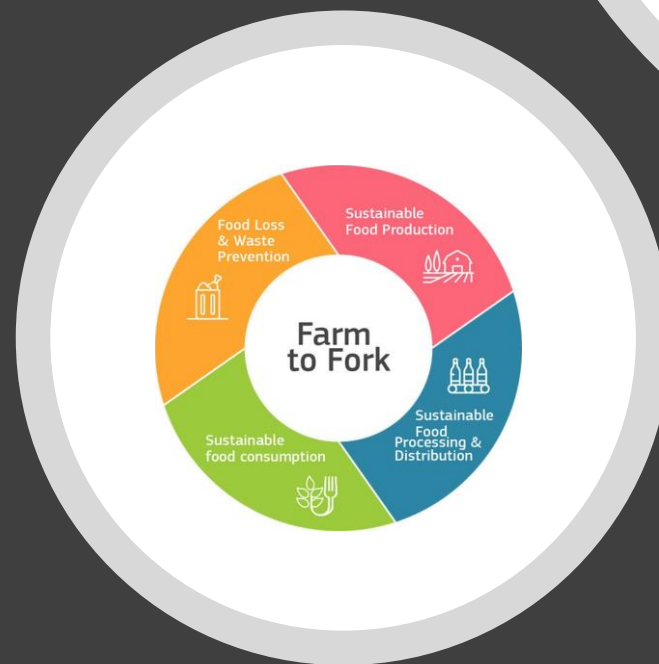 Farm
to Fork
Sustainable
Food Production
Sustainable
Food
Processing &
Distribution
Sustainable
food consumption
Food Loss
& Waste
Prevention